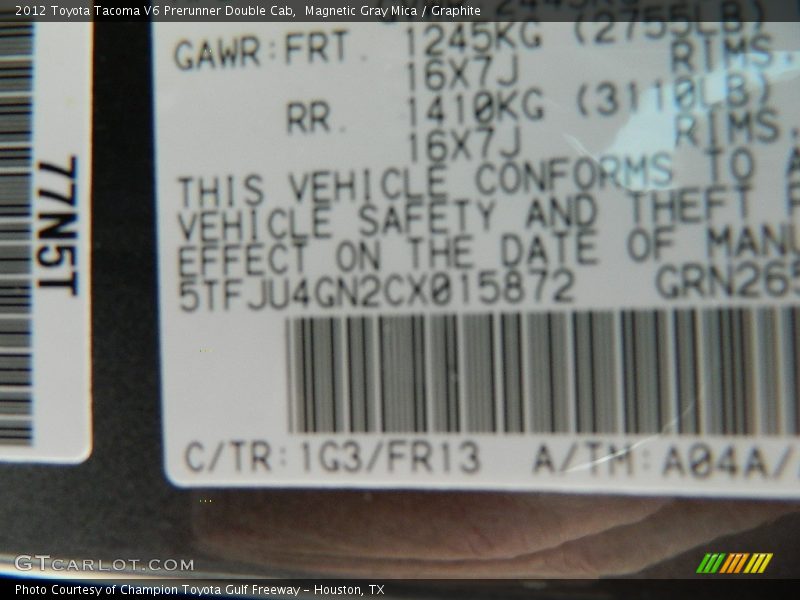 2012 Toyota Tacoma V6 Prerunner Double Cab,  Magnetic Gray Mica / Graphite
GAWR:FRT. 1245KG (2755LB)
16X7J RIMS.
RR. 1410KG (3110LB)
16X7J RIMS.
THIS VEHICLE CONFORMS TO A
VEHICLE SAFETY AND THEFT
EFFECT ON THE DATE OF MANU
5TFJU4GN2CX015872 GRN265
C/TR:1G3/FR13 A/TM:A04A/
77N5T
GTCARLOT.COM
Photo Courtesy of Champion Toyota Gulf Freeway - Houston, TX